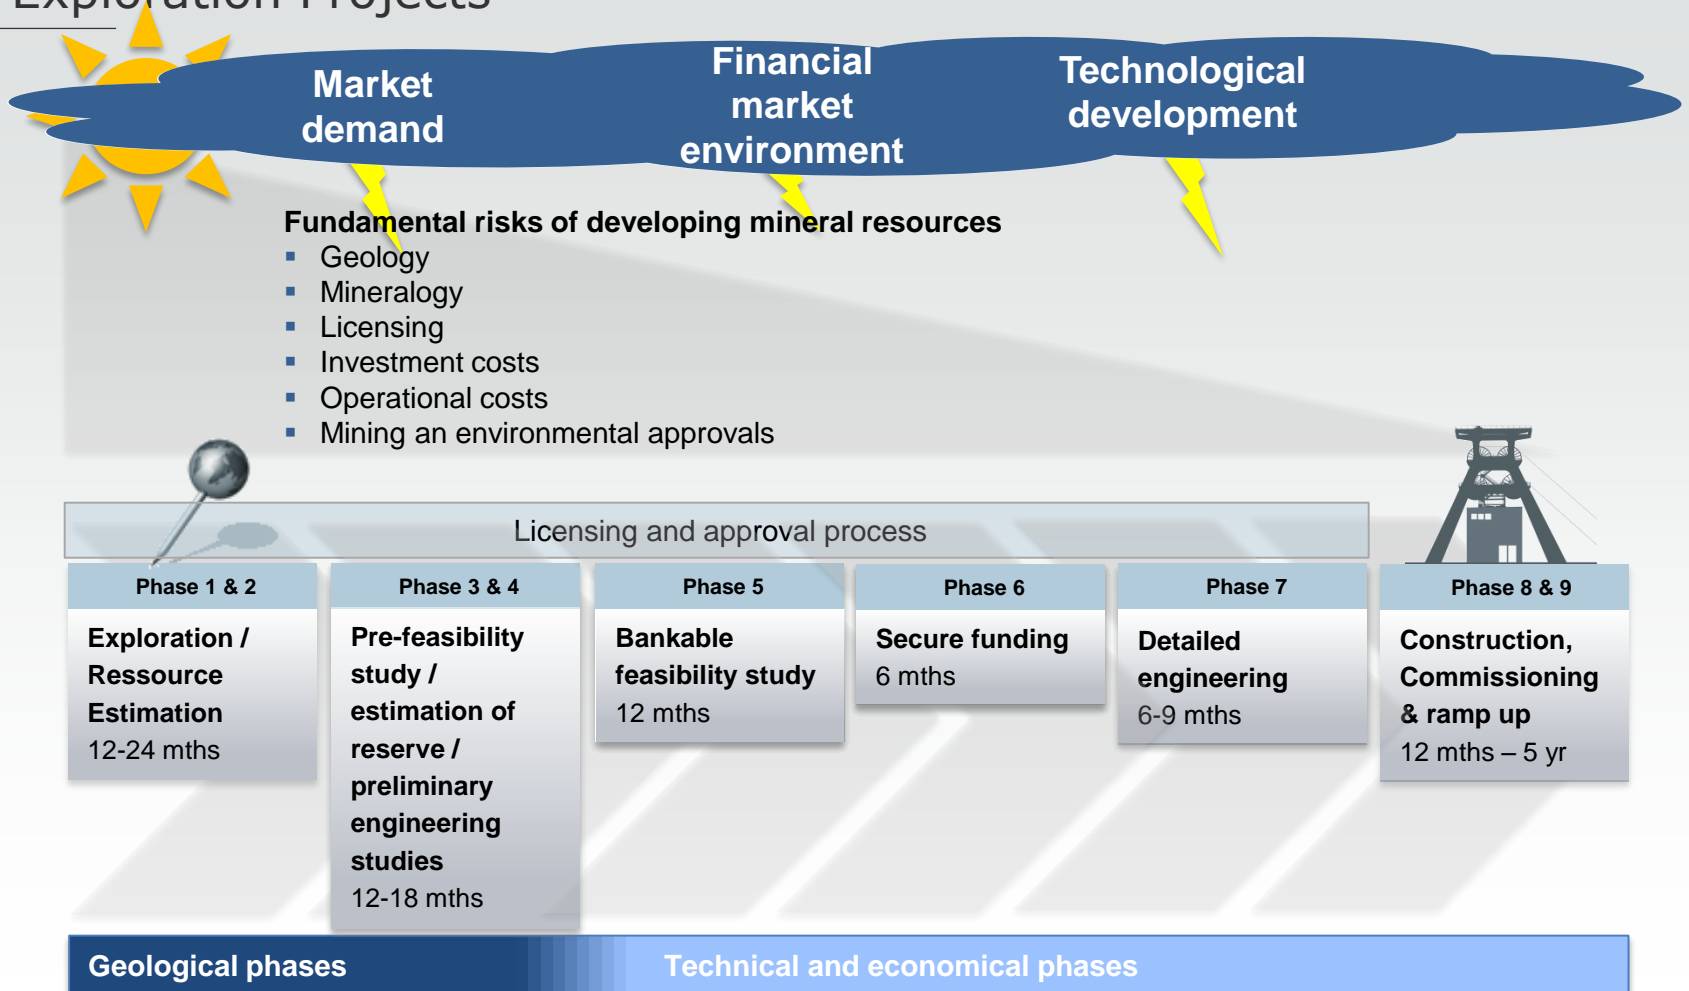 Exploration Projects
Market
demand
Financial
market
environment
Technological
development
Fundamental risks of developing mineral resources
Geology
Mineralogy
Licensing
Investment costs
Operational costs
Mining an environmental approvals
Licensing and approval process
Phase 1 & 2
Exploration /
Ressource
Estimation
12-24 mths
Phase 3 & 4
Pre-feasibility
study /
estimation of
reserve /
preliminary
engineering
studies
12-18 mths
Phase 5
Bankable
feasibility study
12 mths
Phase 6
Secure funding
6 mths
Phase 7
Detailed
engineering
6-9 mths
Phase 8 & 9
Construction,
Commissioning
& ramp up
12 mths – 5 yr
Geological phases
Technical and economical phases